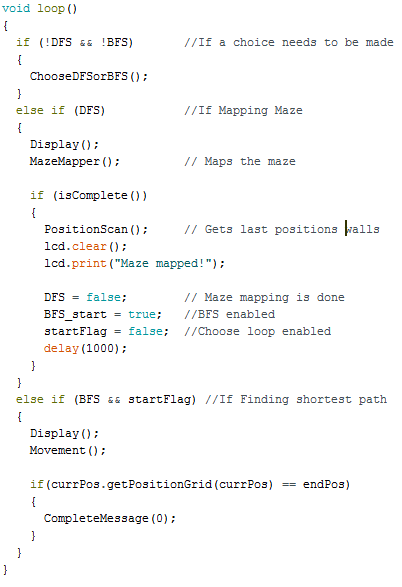 void loop()
{
  if (!DFS && !BFS)       //If a choice needs to be made
  {
    ChooseDFSorBFS();
  }
  else if (DFS)           //If Mapping Maze
  {
    Display();
    MazeMapper();         // Maps the maze

    if (isComplete())
    {
      PositionScan();     // Gets last positions walls
      lcd.clear();
      lcd.print("Maze mapped!");

      DFS = false;        // Maze mapping is done
      BFS_start = true;   //BFS enabled
      startFlag = false;  //Choose loop enabled
      delay(1000);
    }
  }
  else if (BFS && startFlag) //If Finding shortest path
  {
    Display();
    Movement();

    if(currPos.getPositionGrid(currPos) == endPos)
    {
      CompleteMessage(0);
    }
  }
}